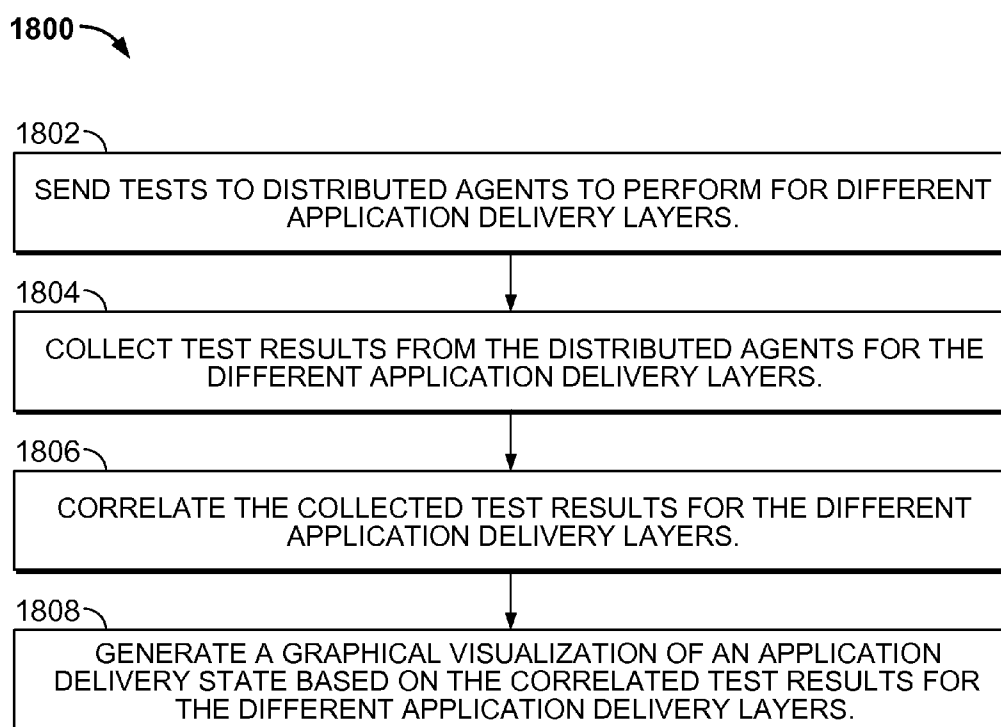 1800
1802
SEND TESTS TO DISTRIBUTED AGENTS TO PERFORM FOR DIFFERENT
APPLICATION DELIVERY LAYERS.
1804
COLLECT TEST RESULTS FROM THE DISTRIBUTED AGENTS FOR THE
DIFFERENT APPLICATION DELIVERY LAYERS.
1806
CORRELATE THE COLLECTED TEST RESULTS FOR THE DIFFERENT
APPLICATION DELIVERY LAYERS.
1808
GENERATE A GRAPHICAL VISUALIZATION OF AN APPLICATION
DELIVERY STATE BASED ON THE CORRELATED TEST RESULTS FOR
THE DIFFERENT APPLICATION DELIVERY LAYERS.